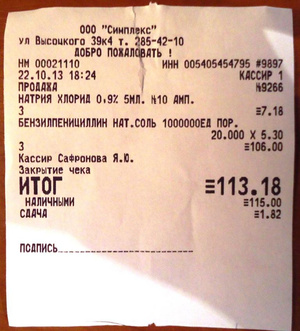 ООО "Симплекс"
ул Высоцкого 39к4 т. 285-42-10
ДОБРО ПОЖАЛОВАТЬ !
НМ 00021110 ИНН 005405454795 #9897
22.10.13 18:24 КАССИР 1
ПРОДАЖА №9266
НАТРИЯ ХЛОРИД 0.9% 5МЛ. N10 АМП.
3 ≡7.18
БЕНЗИЛПЕНИЦИЛЛИН НАТ.СОЛЬ 1000000ЕД ПОР.
20.000 X 5.30
3 ≡106.00
Кассир Сафронова Я.Ю.
Закрытие чека
ИТОГ ≡113.18
НАЛИЧНЫМИ ≡115.00
СДАЧА ≡1.82
ПОДПИСЬ